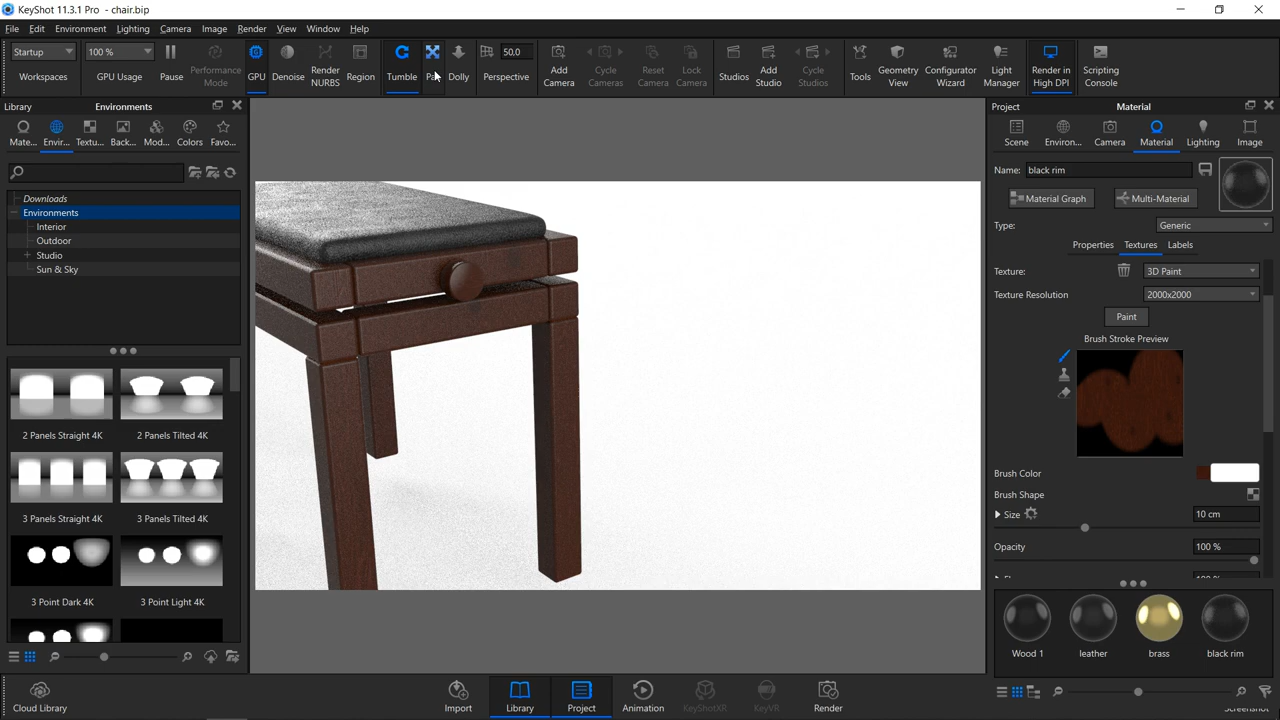 KeyShot 11.3.1 Pro - chair.bip
File Edit Environment Lighting Camera Image Render View Window Help
Startup 100 % 50.0
Workspaces GPU Usage Pause Performance Mode GPU Denoise Render NURBS Region Tumble Pan Dolly Perspective Add Camera Cycle Cameras Reset Camera Lock Camera Studios Add Studio Cycle Studios Tools Geometry View Configurator Wizard Light Manager Render in High DPI Scripting Console
Library Environments
Mate... Envir... Textu... Back... Mod... Colors Favo...
Downloads
Environments
Interior
Outdoor
Studio
Sun & Sky
2 Panels Straight 4K 2 Panels Tilted 4K
3 Panels Straight 4K 3 Panels Tilted 4K
3 Point Dark 4K 3 Point Light 4K
Project Material
Scene Environ... Camera Material Lighting Image
Name: black rim
Material Graph Multi-Material
Type: Generic
Properties Textures Labels
Texture: 3D Paint
Texture Resolution 2000x2000
Paint
Brush Stroke Preview
Brush Color
Brush Shape
Size 10 cm
Opacity 100 %
Wood 1 leather brass black rim
Cloud Library Import Library Project Animation KeyShotXR KeyVR Render